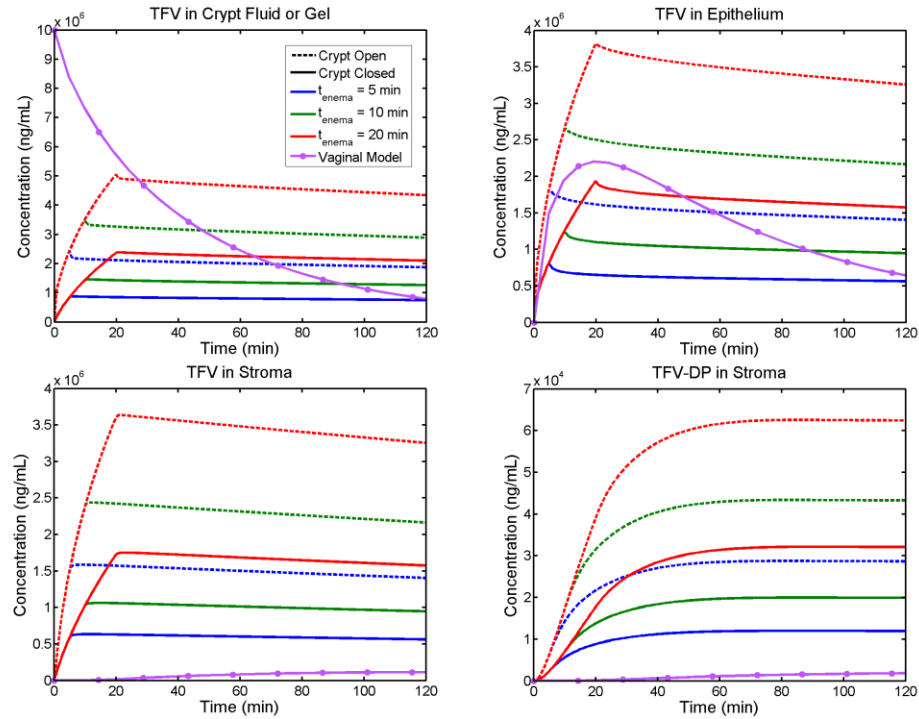 TFV in Crypt Fluid or Gel
10 x 10^6
9
8
7
6
5
4
3
2
1
0
Concentration (ng/mL)
0 20 40 60 80 100 120
Time (min)
Crypt Open
Crypt Closed
t_enema = 5 min
t_enema = 10 min
t_enema = 20 min
Vaginal Model
TFV in Epithelium
4 x 10^6
3.5
3
2.5
2
1.5
1
0.5
0
Concentration (ng/mL)
0 20 40 60 80 100 120
Time (min)
TFV in Stroma
4 x 10^6
3.5
3
2.5
2
1.5
1
0.5
0
Concentration (ng/mL)
0 20 40 60 80 100 120
Time (min)
TFV-DP in Stroma
7 x 10^4
6
5
4
3
2
1
0
Concentration (ng/mL)
0 20 40 60 80 100 120
Time (min)